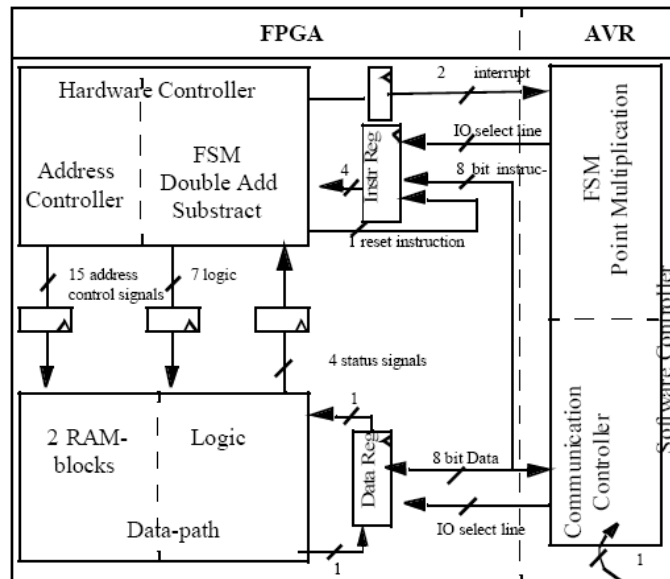 FPGA
AVR
Hardware Controller
2
interrupt
IO select line
Instr Reg)
4
8
bit instruc-
FSM
Double Add
Substract
Address
Controller
1 reset instruction
FSM
Point Multiplication
15 address
control signals
7 logic
4 status signals
Software Controller
2 RAM-
blocks
Logic
1
Data Reg)
8 bit Data
Communication
Controller
IO select line
Data-path
1
1